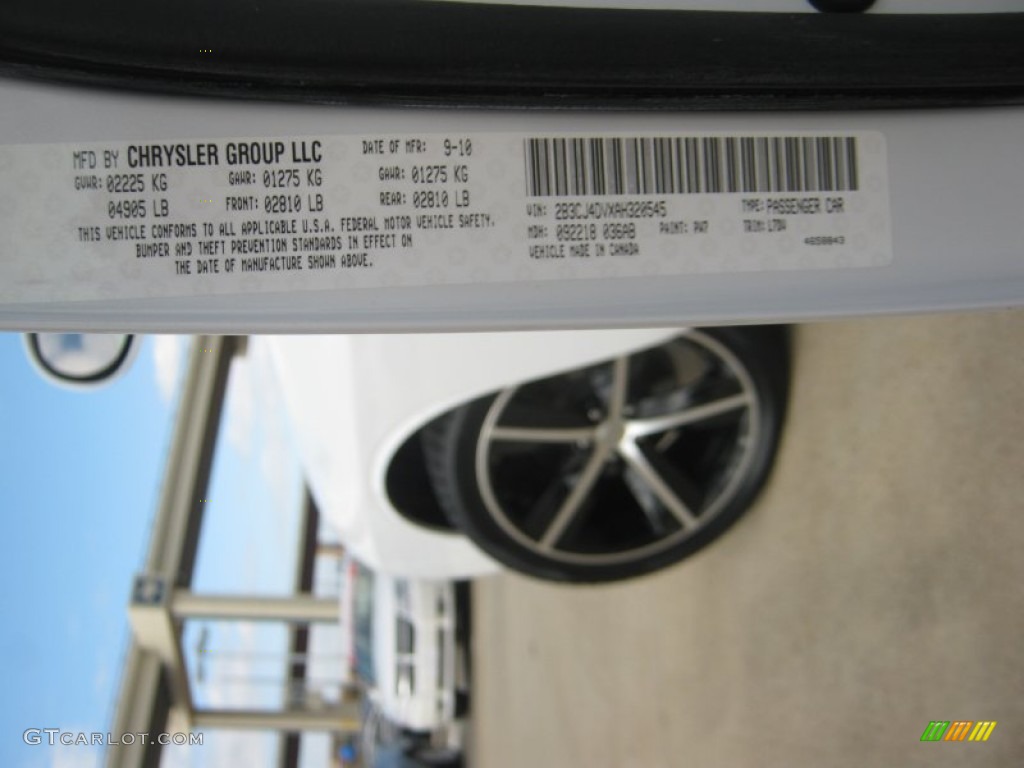 MFD BY CHRYSLER GROUP LLC DATE OF MFR: 9-10
GVWR: 02225 KG GAWR: 01275 KG GAWR: 01275 KG
04905 LB FRONT: 02810 LB REAR: 02810 LB
THIS VEHICLE CONFORMS TO ALL APPLICABLE U.S.A. FEDERAL MOTOR VEHICLE SAFETY.
BUMPER AND THEFT PREVENTION STANDARDS IN EFFECT ON
THE DATE OF MANUFACTURE SHOWN ABOVE.
VIN: 2B3CJ4DVXAH320545 TYPE: PASSENGER CAR
MDH: 092218 036AB PAINT: PW7 TRIM: L7DV
VEHICLE MADE IN CANADA 4658843
GTCARLOT.COM